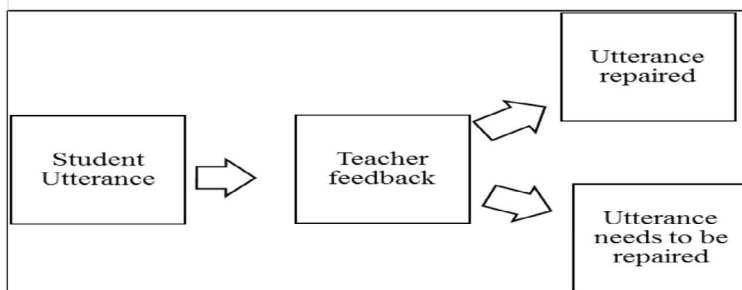 Student
Utterance
Teacher
feedback
Utterance
repaired
Utterance
needs to be
repaired